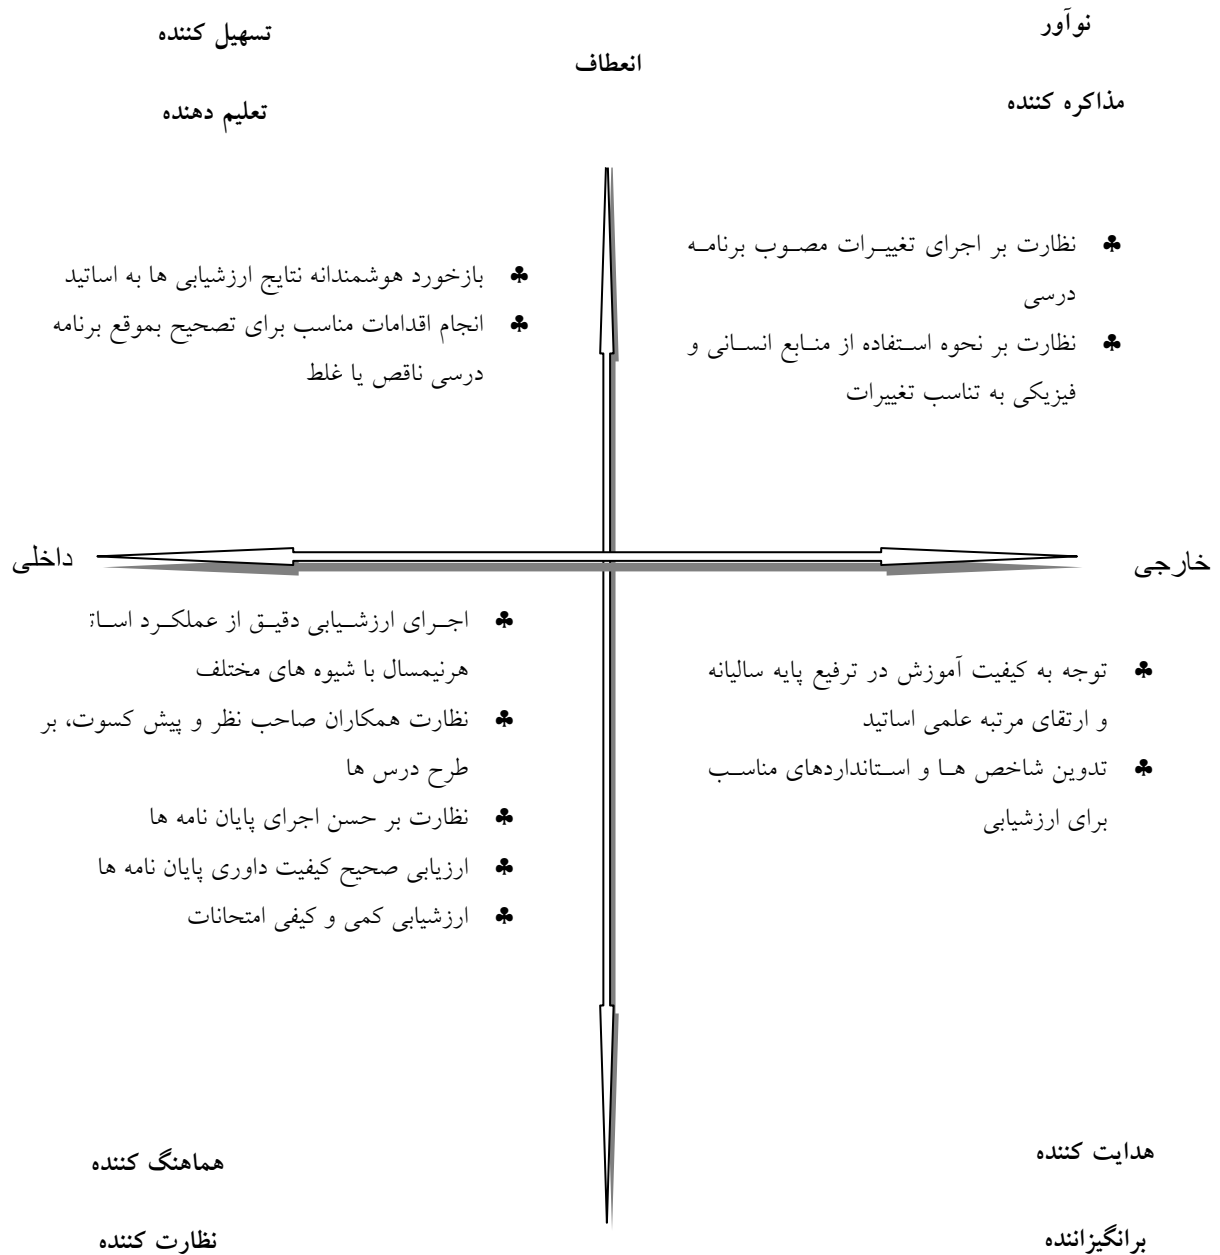 نوآور
تسهیل کننده
انعطاف
مذاکره کننده
تعلیم دهنده
♣ نظارت بر اجرای تغییرات مصوب برنامه
درسی
♣ نظارت بر نحوه استفاده از منابع انسانی و
فیزیکی به تناسب تغییرات
♣ بازخورد هوشمندانه نتایج ارزشیابی ها به اساتید
♣ انجام اقدامات مناسب برای تصحیح بموقع برنامه
درسی ناقص یا غلط
خارجی
داخلی
♣ توجه به کیفیت آموزش در ترفیع پایه سالیانه
و ارتقای مرتبه علمی اساتید
♣ تدوین شاخص ها و استانداردهای مناسب
برای ارزشیابی
♣ اجرای ارزشیابی دقیق از عملکرد
هرنیمسال با شیوه های مختلف
♣ نظارت همکاران صاحب نظر و پیش کسوت، بر
طرح درس ها
♣ نظارت بر حسن اجرای پایان نامه ها
♣ ارزیابی صحیح کیفیت داوری پایان نامه ها
♣ ارزشیابی کمی و کیفی امتحانات
هدایت کننده
هماهنگ کننده
برانگیزاننده
نظارت کننده